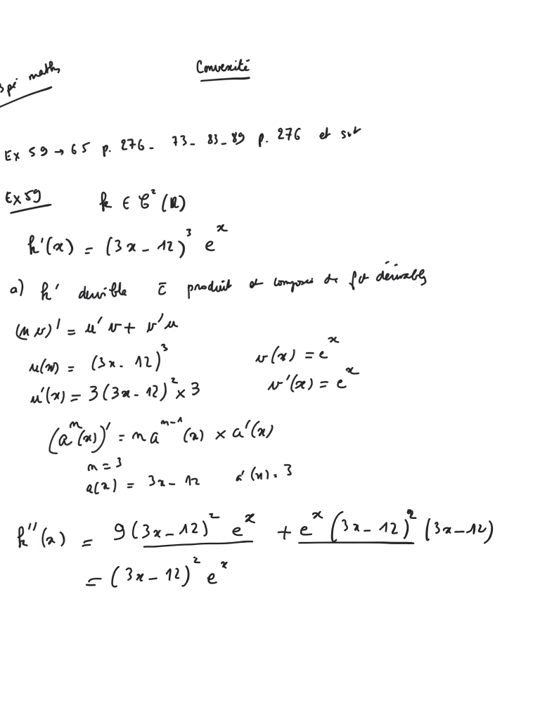 Spé maths
Convexité
Ex 59 → 65 p. 276 - 73 - 83 - 89 p. 276 et svt
Ex 59 k ∈ C²(ℝ)
k'(x) = (3x - 12)³ eˣ
a) k' dérivable c̄ produit et composée de fct dérivables
(uv)' = u'v + v'u
u(x) = (3x - 12)³ v(x) = eˣ
u'(x) = 3(3x - 12)² × 3 v'(x) = eˣ
(aⁿ(x))' = n aⁿ⁻¹(x) × a'(x)
n = 3
a(x) = 3x - 12 a'(x) = 3
k''(x) = 9(3x - 12)² eˣ + eˣ (3x - 12)² (3x - 12)
= (3x - 12)² eˣ